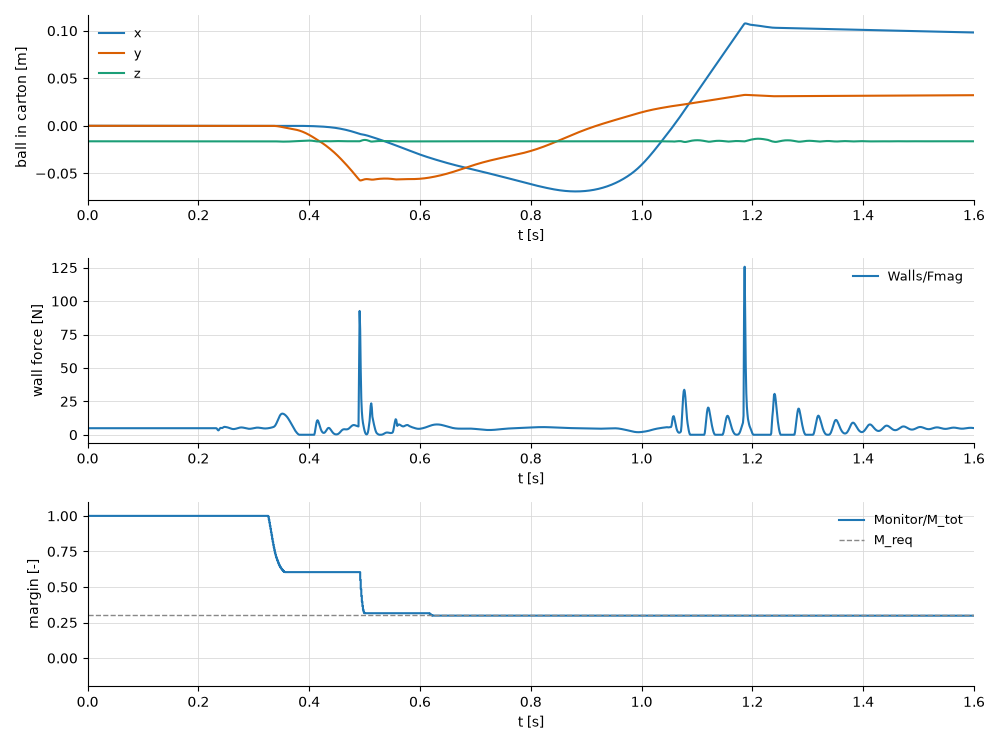 ball in carton [m]
0.10
0.05
0.00
−0.05
x
y
z
0.0 0.2 0.4 0.6 0.8 1.0 1.2 1.4 1.6
t [s]
wall force [N]
125
100
75
50
25
0
Walls/Fmag
0.0 0.2 0.4 0.6 0.8 1.0 1.2 1.4 1.6
t [s]
margin [-]
1.00
0.75
0.50
0.25
0.00
Monitor/M_tot
M_req
0.0 0.2 0.4 0.6 0.8 1.0 1.2 1.4 1.6
t [s]